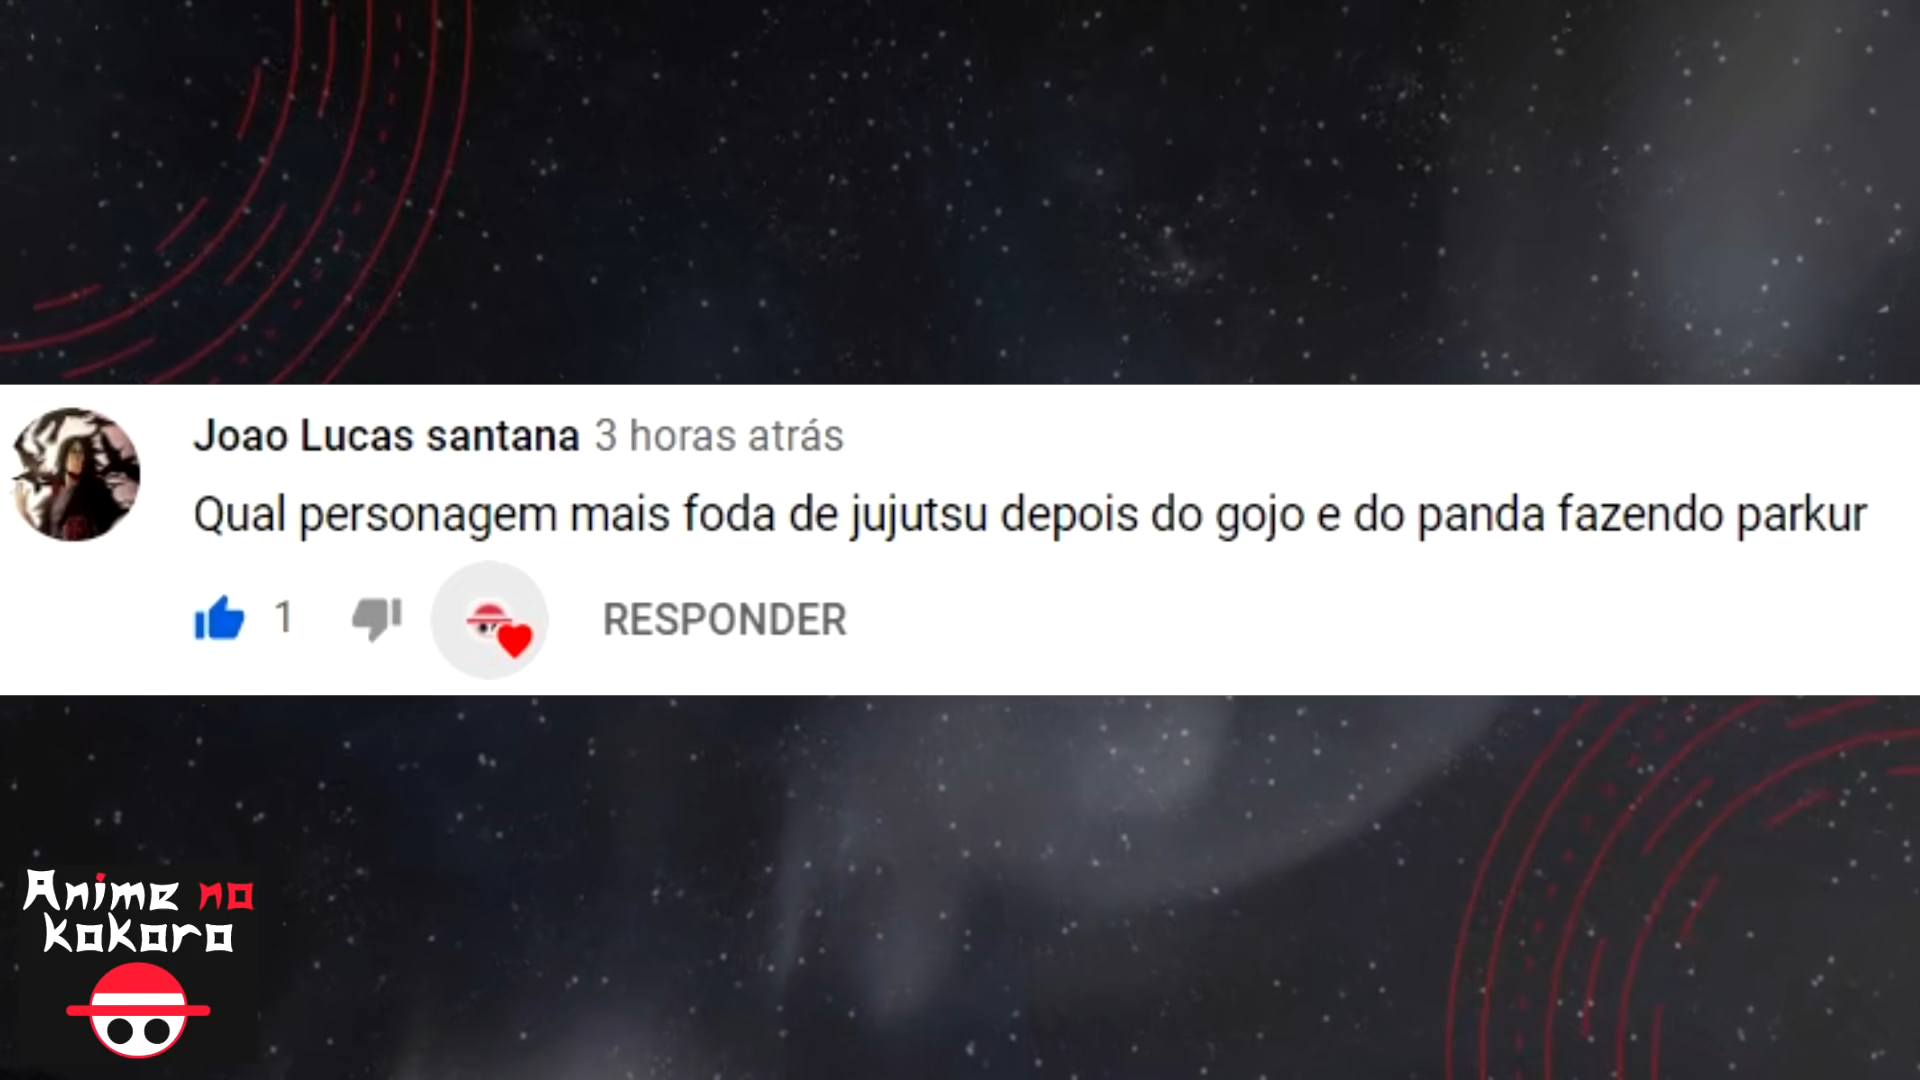 Joao Lucas santana 3 horas atrás
Qual personagem mais foda de jujutsu depois do gojo e do panda fazendo parkur
1 RESPONDER
Anime no
kokoro